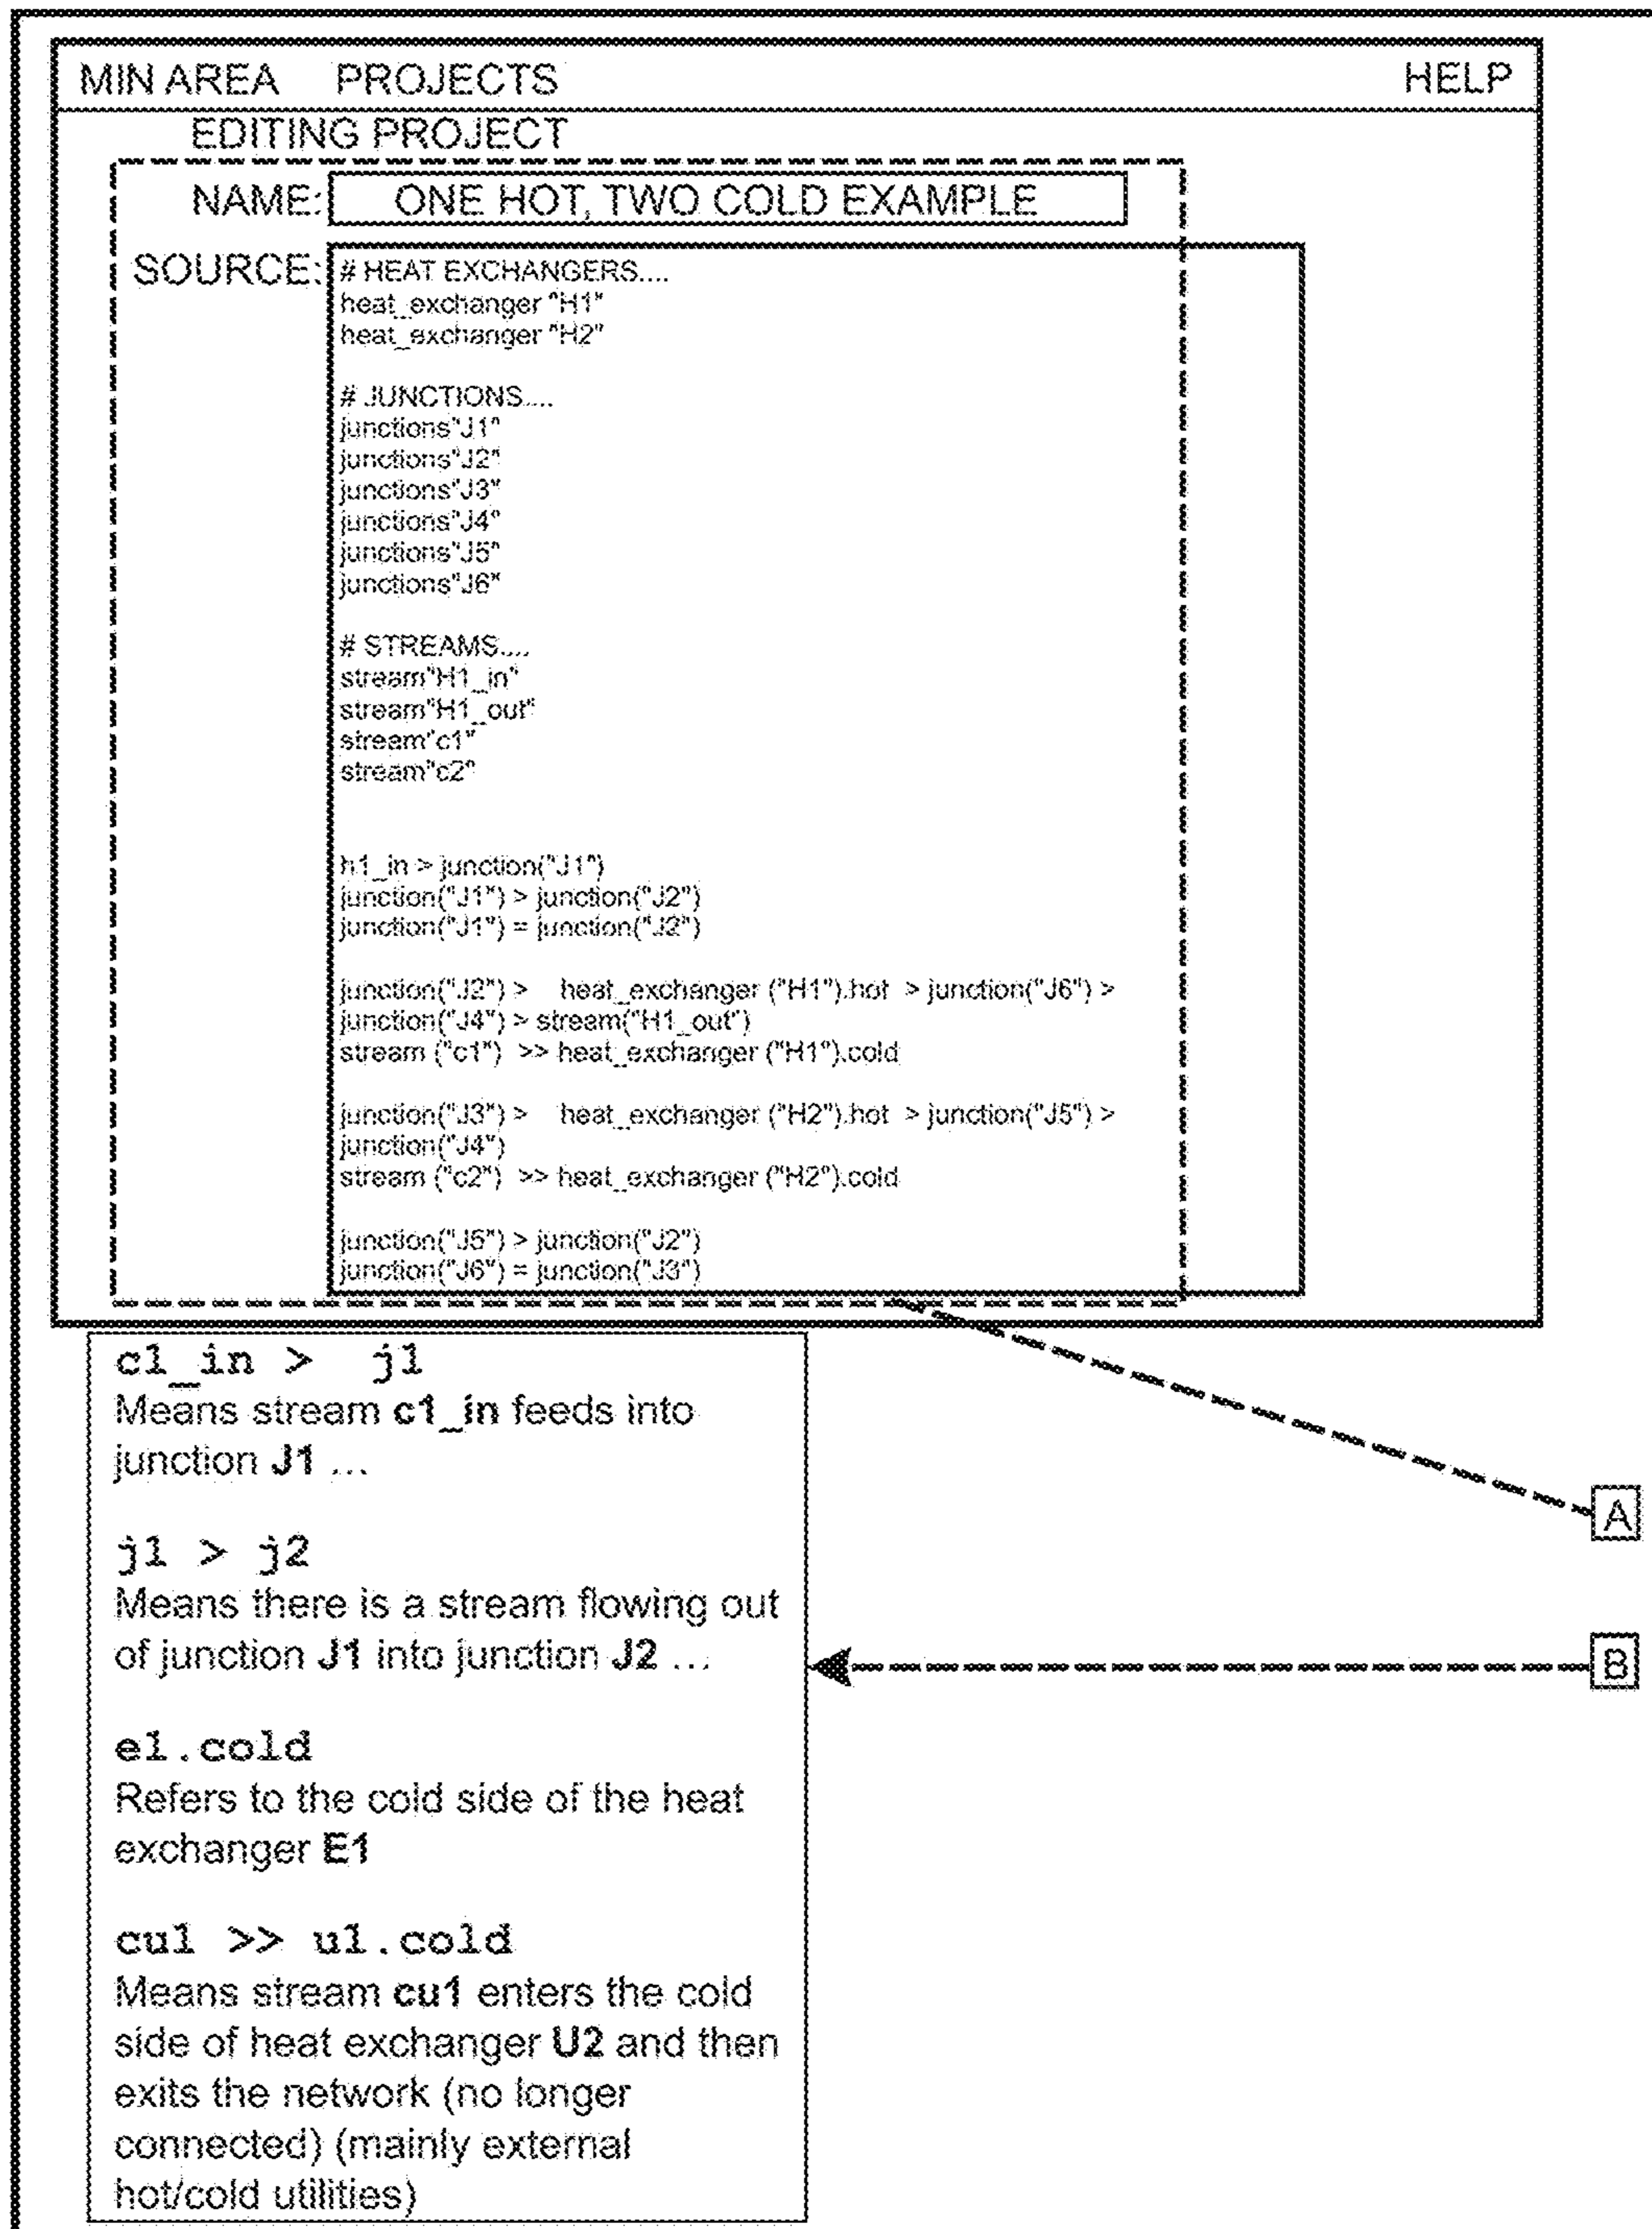 MIN AREA PROJECTS HELP
EDITING PROJECT
NAME: ONE HOT, TWO COLD EXAMPLE
SOURCE:
# HEAT EXCHANGERS....
heat_exchanger "H1"
heat_exchanger "H2"
# JUNCTIONS....
junctions"J1"
junctions"J2"
junctions"J3"
junctions"J4"
junctions"J5"
junctions"J6"
# STREAMS....
stream"H1_in"
stream"H1_out"
stream"c1"
stream"c2"
h1_in > junction("J1")
junction("J1") > junction("J2")
junction("J1") = junction("J2")
junction("J2") > heat_exchanger ("H1").hot > junction("J6") >
junction("J4") > stream("H1_out")
stream ("c1") >> heat_exchanger ("H1").cold
junction("J3") > heat_exchanger ("H2").hot > junction("J5") >
junction("J4")
stream ("c2") >> heat_exchanger ("H2").cold
junction("J5") > junction("J2")
junction("J6") = junction("J3")
c1_in > j1
Means stream c1_in feeds into
junction J1 ...
A
j1 > j2
Means there is a stream flowing out
of junction J1 into junction J2 ...
B
e1.cold
Refers to the cold side of the heat
exchanger E1
cu1 >> u1.cold
Means stream cu1 enters the cold
side of heat exchanger U2 and then
exits the network (no longer
connected) (mainly external
hot/cold utilities)